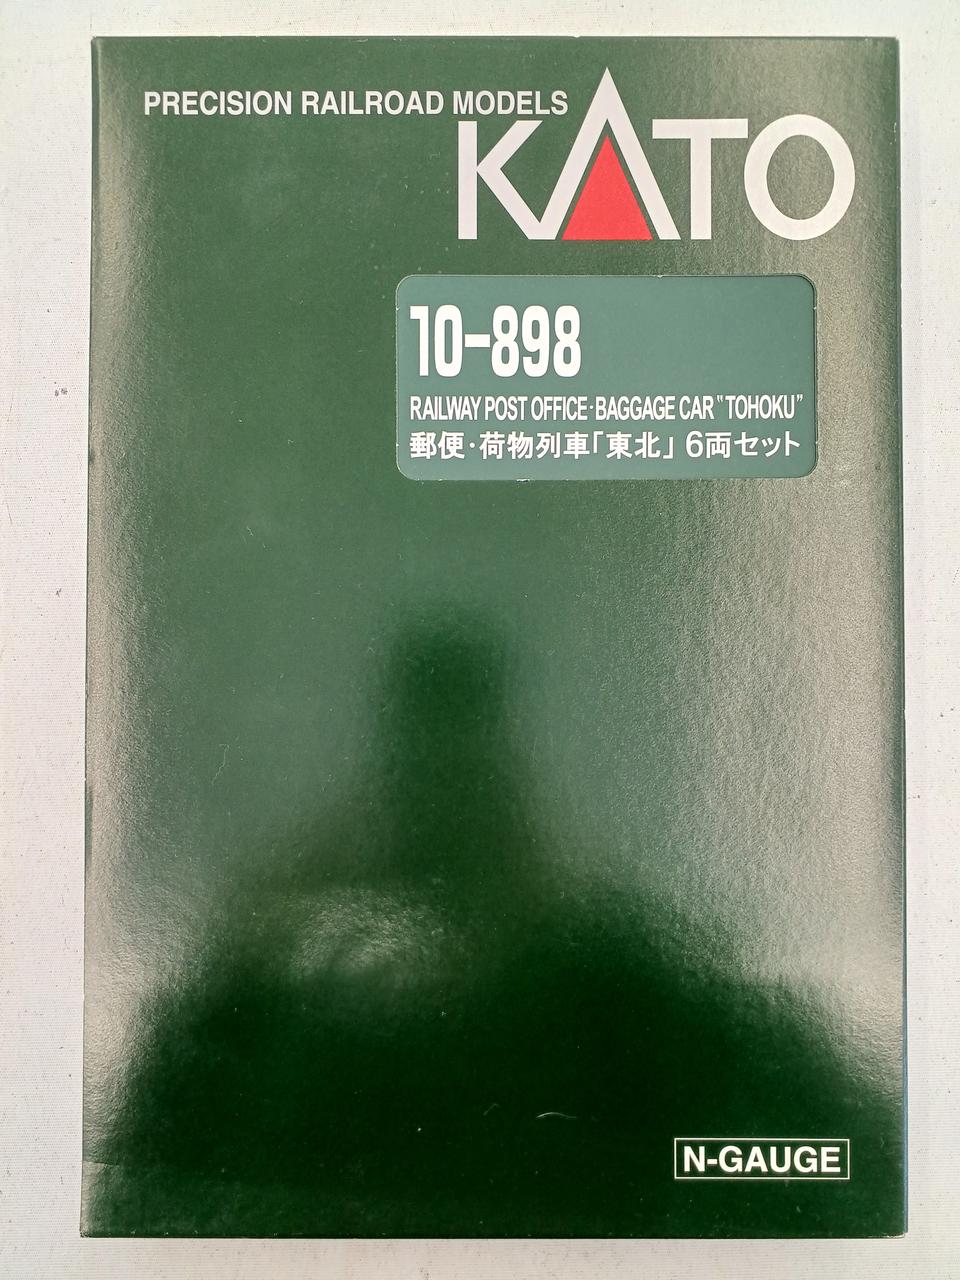 PRECISION RAILROAD MODELS
KATO
10-898
RAILWAY POST OFFICE·BAGGAGE CAR "TOHOKU"
郵便·荷物列車「東北」6両セット
N-GAUGE